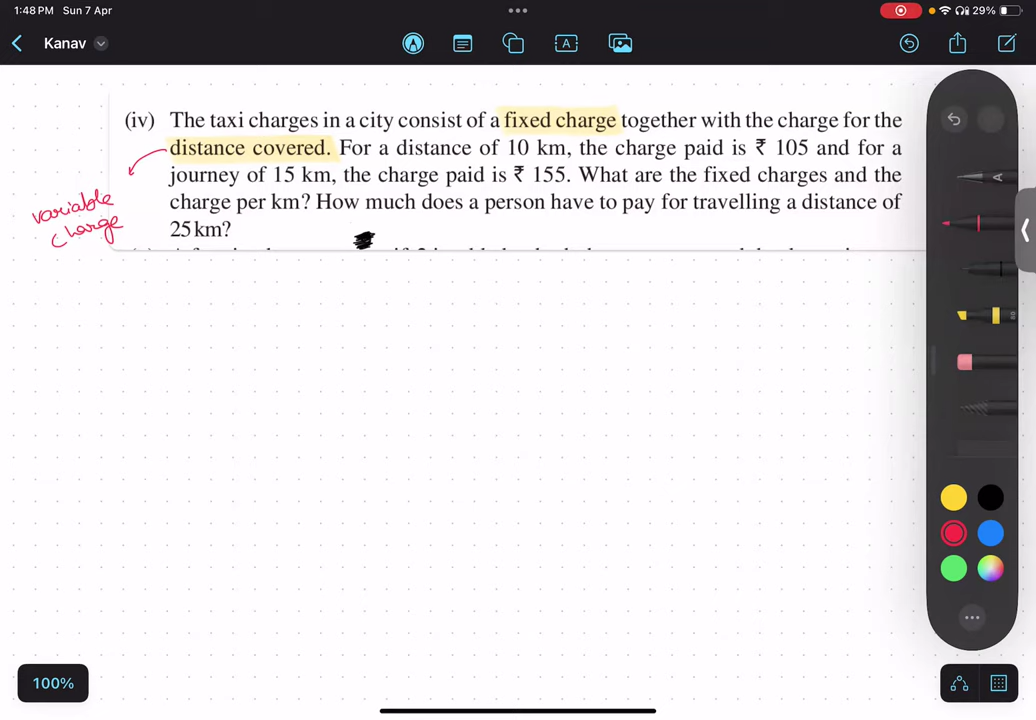 1:48 PM Sun 7 Apr
29%
Kanav
A
(iv) The taxi charges in a city consist of a fixed charge together with the charge for the
distance covered. For a distance of 10 km, the charge paid is ₹ 105 and for a
journey of 15 km, the charge paid is ₹ 155. What are the fixed charges and the
charge per km? How much does a person have to pay for travelling a distance of
25 km?
variable
charge
A
80
100%